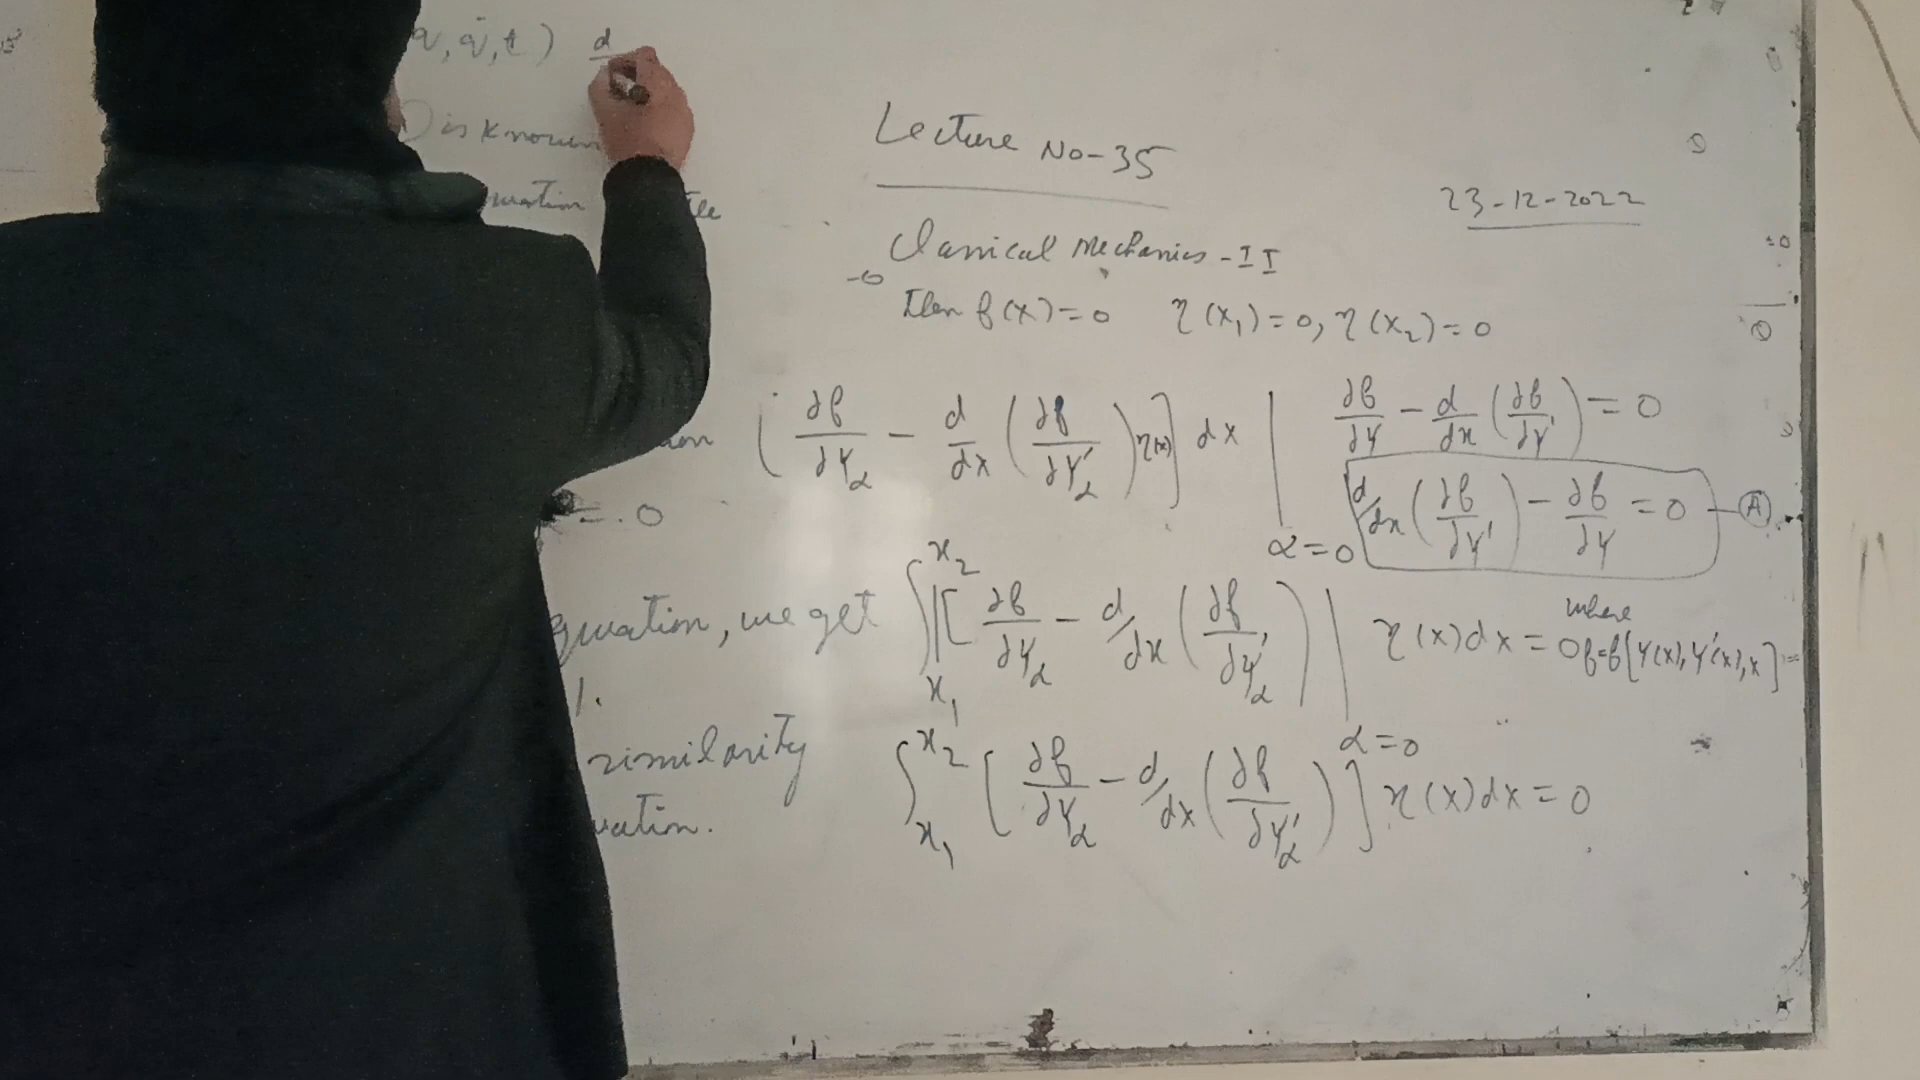 q, q̇, t) d
is known
Lecture No-35
23-12-2022
Classical Mechanics - II
Then f(x) = 0 η(x₁) = 0, η(x₂) = 0
[∂f/∂y_α - d/dx (∂f/∂y'_α) η(x)] dx |
α = 0
∂f/∂y - d/dx (∂f/∂y') = 0
d/dx (∂f/∂y') - ∂f/∂y = 0 - (A)
= 0
equation, we get ∫_{x₁}^{x₂} |[∂f/∂y_α - d/dx (∂f/∂y'_α)| η(x) dx = 0
α = 0
where
f = f[y(x), y'(x), x]
similarity
∫_{x₁}^{x₂} [∂f/∂y_α - d/dx (∂f/∂y'_α)] η(x) dx = 0